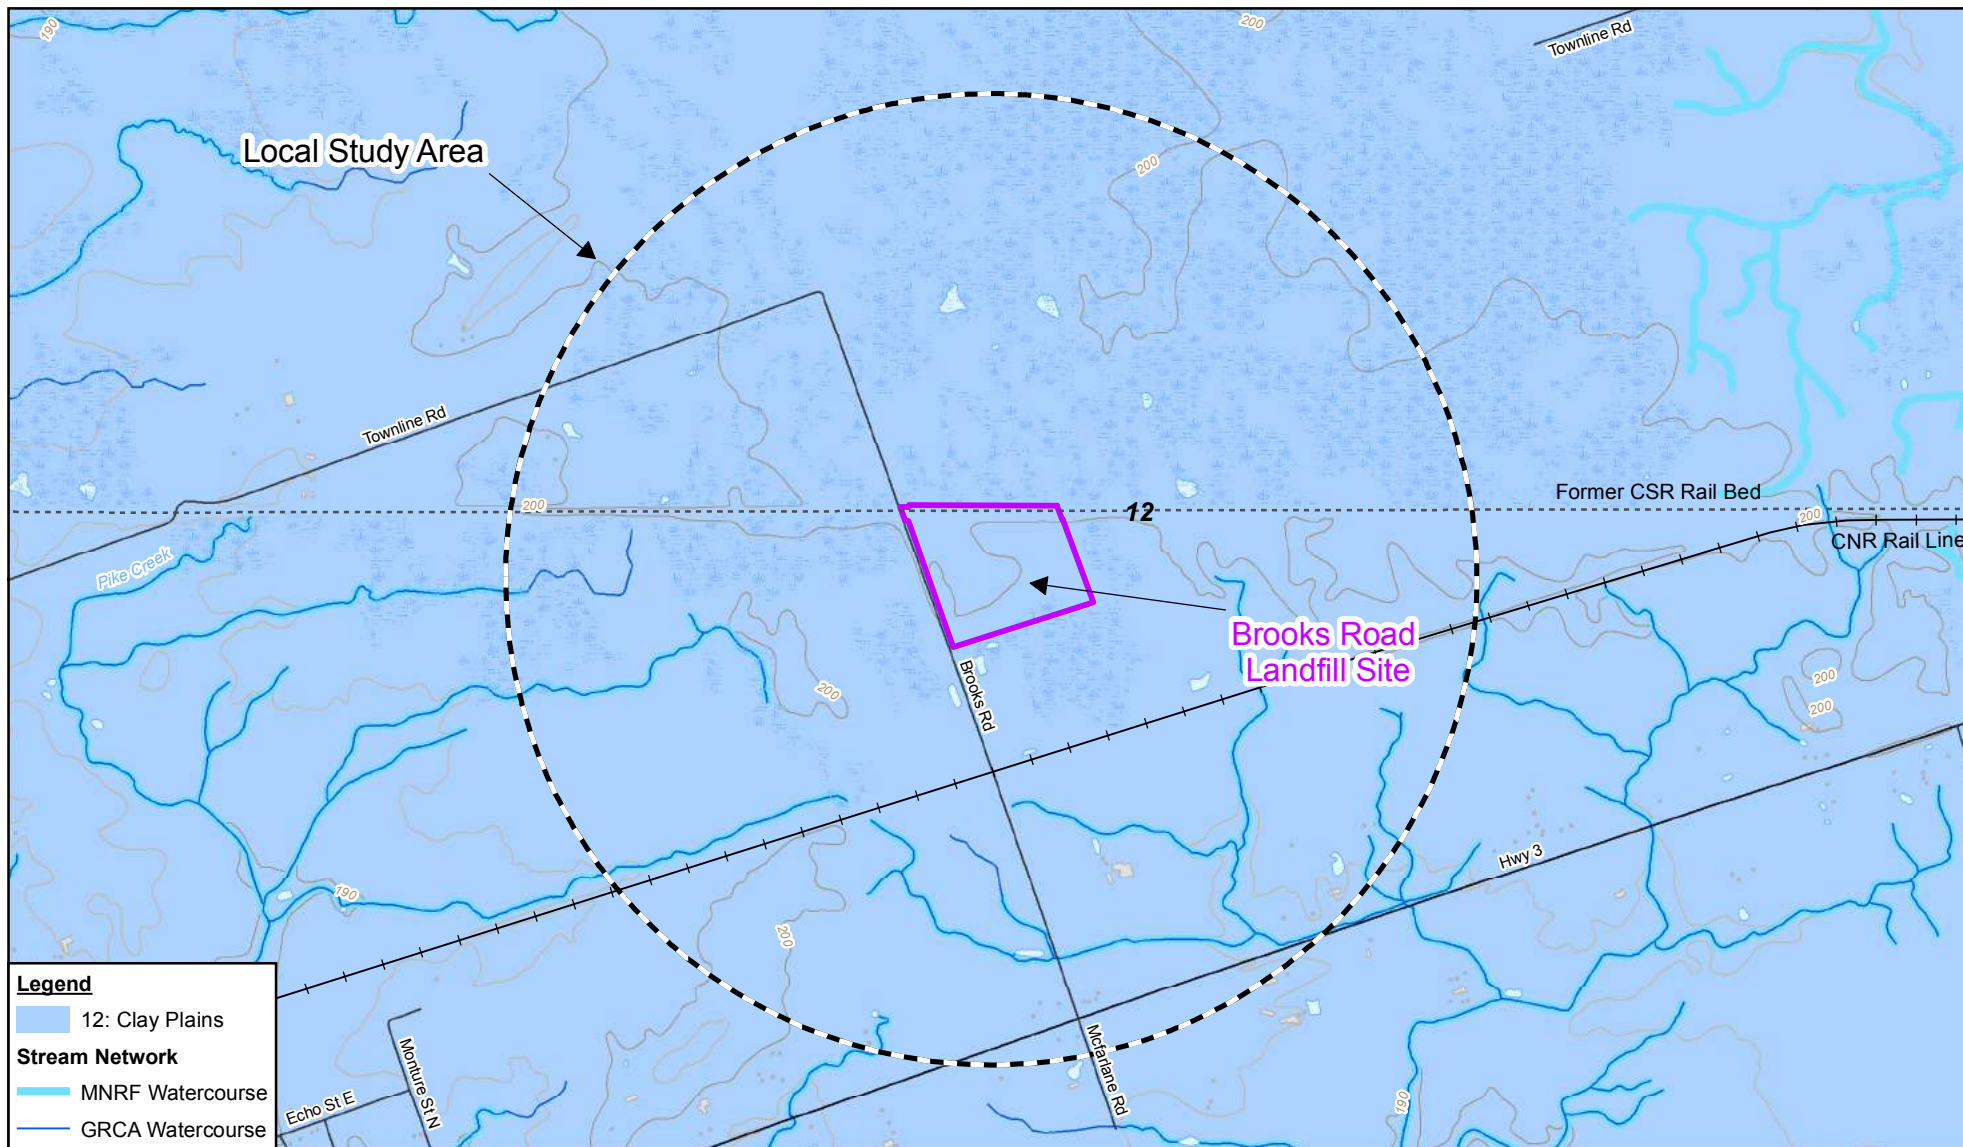 190
200
Townline Rd
Local Study Area
200
Townline Rd
200
12
Former CSR Rail Bed
200
CNR Rail Line
Pike Creek
Brooks Road
Landfill Site
Brooks Rd
200
200
200
Hwy 3
190
200
Legend
12: Clay Plains
Stream Network
MNRF Watercourse
GRCA Watercourse
Monture St N
Echo St E
Mcfarlane Rd
190